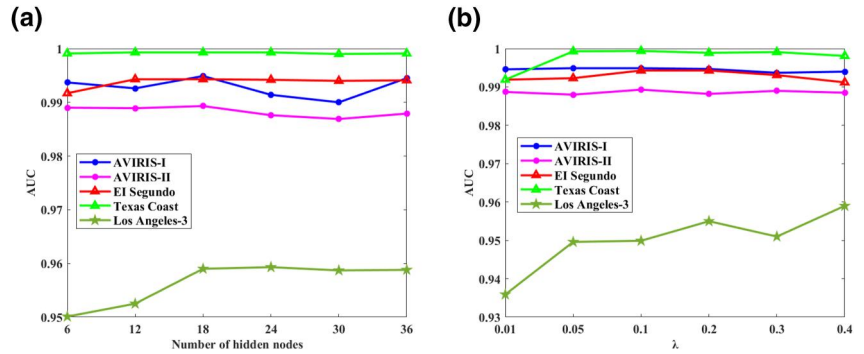 (a)
1
0.99
0.98
0.97
0.96
0.95
AUC
6 12 18 24 30 36
Number of hidden nodes
AVIRIS-I
AVIRIS-II
EI Segundo
Texas Coast
Los Angeles-3
(b)
1
0.99
0.98
0.97
0.96
0.95
0.94
0.93
AUC
0.01 0.05 0.1 0.2 0.3 0.4
λ
AVIRIS-I
AVIRIS-II
EI Segundo
Texas Coast
Los Angeles-3